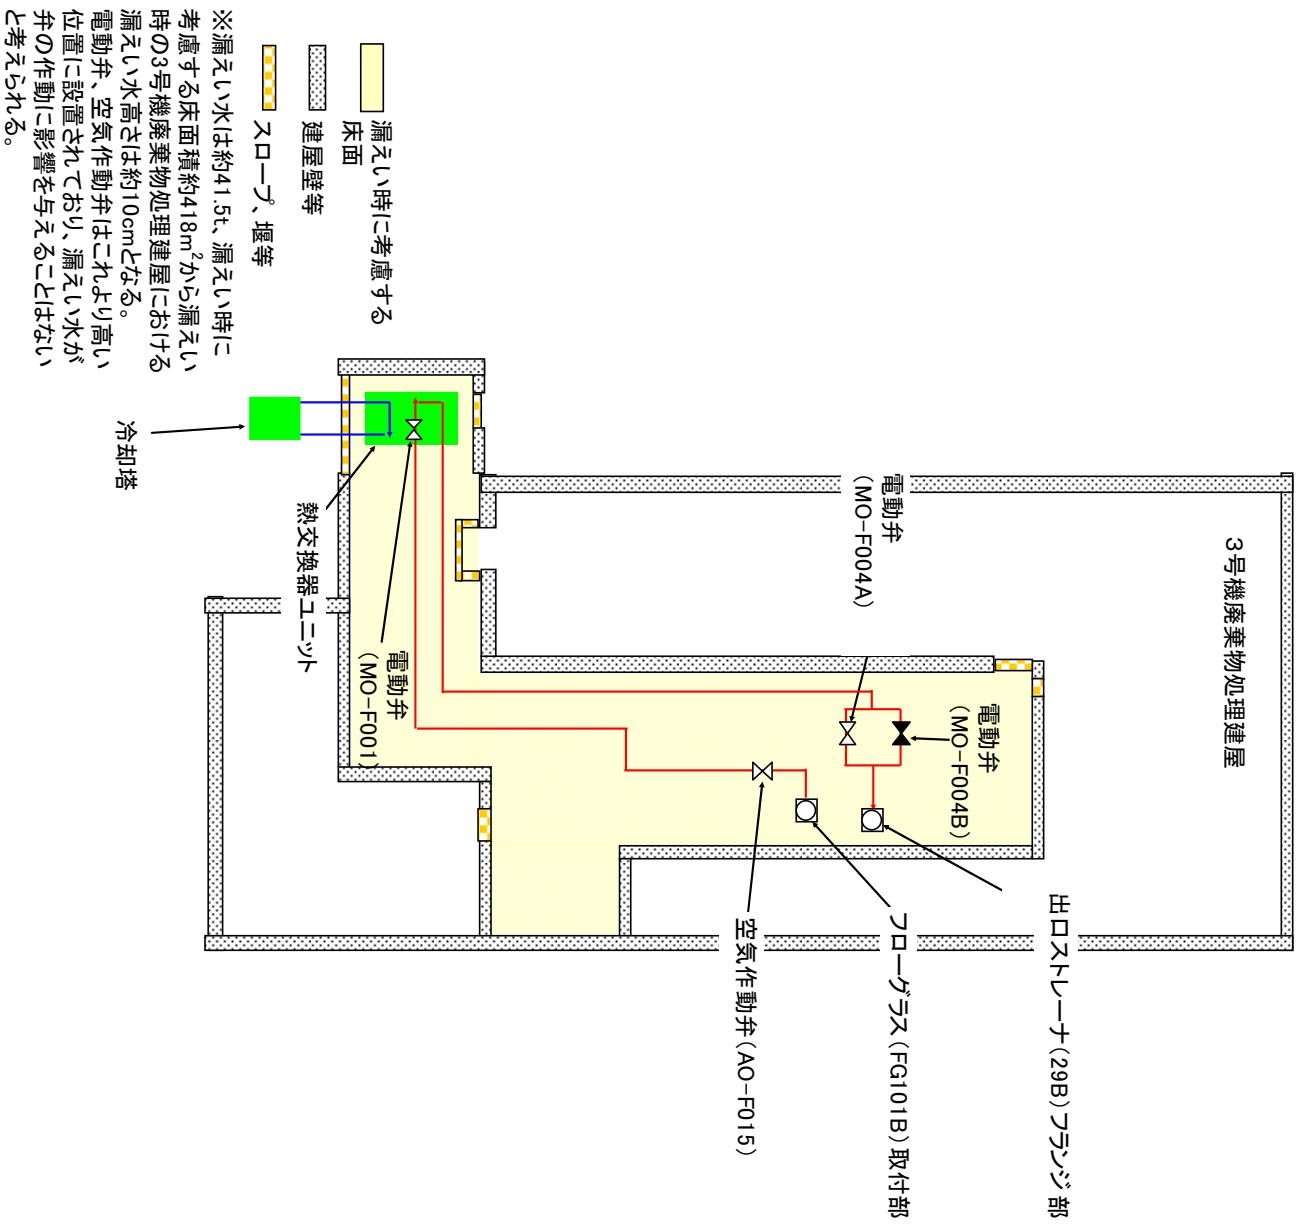 3号機廃棄物処理建屋
出口ストレーナ(29B)フランジ部
電動弁
(MO-F004B)
フローグラス(FG101B)取付部
電動弁
(MO-F004A)
空気作動弁(AO-F015)
電動弁
(MO-F001)
熱交換器ユニット
冷却塔
漏えい時に考慮する
床面
建屋壁等
スロープ、堰等
※漏えい水は約41.5t、漏えい時に
考慮する床面積約418m²から漏えい
時の3号機廃棄物処理建屋における
漏えい水高さは約10cmとなる。
電動弁、空気作動弁はこれより高い
位置に設置されており、漏えい水が
弁の作動に影響を与えることはない
と考えられる。